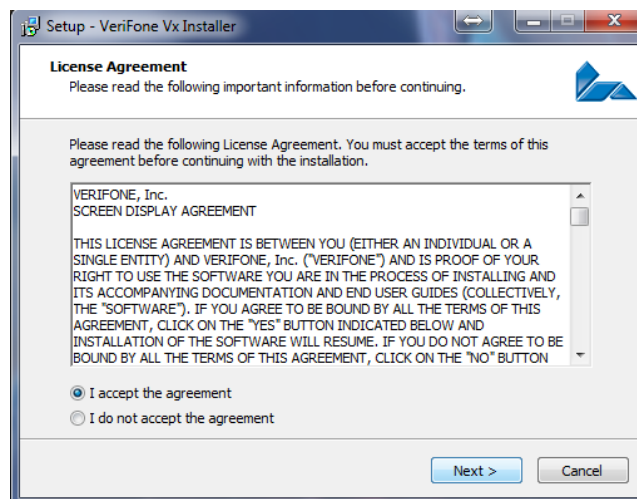 Setup - VeriFone Vx Installer
License Agreement
Please read the following important information before continuing.
Please read the following License Agreement. You must accept the terms of this
agreement before continuing with the installation.
VERIFONE, Inc.
SCREEN DISPLAY AGREEMENT
THIS LICENSE AGREEMENT IS BETWEEN YOU (EITHER AN INDIVIDUAL OR A
SINGLE ENTITY) AND VERIFONE, Inc. ("VERIFONE") AND IS PROOF OF YOUR
RIGHT TO USE THE SOFTWARE YOU ARE IN THE PROCESS OF INSTALLING AND
ITS ACCOMPANYING DOCUMENTATION AND END USER GUIDES (COLLECTIVELY,
THE "SOFTWARE"). IF YOU AGREE TO BE BOUND BY ALL THE TERMS OF THIS
AGREEMENT, CLICK ON THE "YES" BUTTON INDICATED BELOW AND
INSTALLATION OF THE SOFTWARE WILL RESUME. IF YOU DO NOT AGREE TO BE
BOUND BY ALL THE TERMS OF THIS AGREEMENT, CLICK ON THE "NO" BUTTON
I accept the agreement
I do not accept the agreement
Next >
Cancel